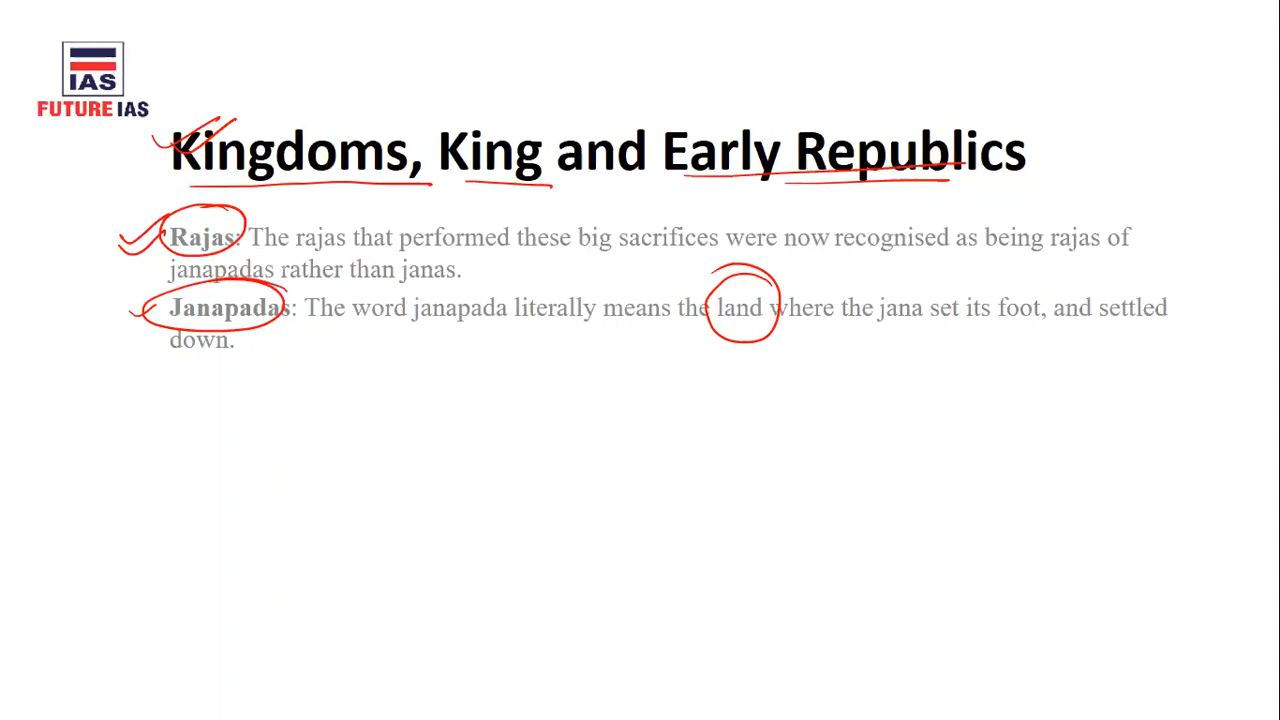 IAS
FUTURE IAS
Kingdoms, King and Early Republics
Rajas: The rajas that performed these big sacrifices were now recognised as being rajas of
janapadas rather than janas.
Janapadas: The word janapada literally means the land where the jana set its foot, and settled
down.